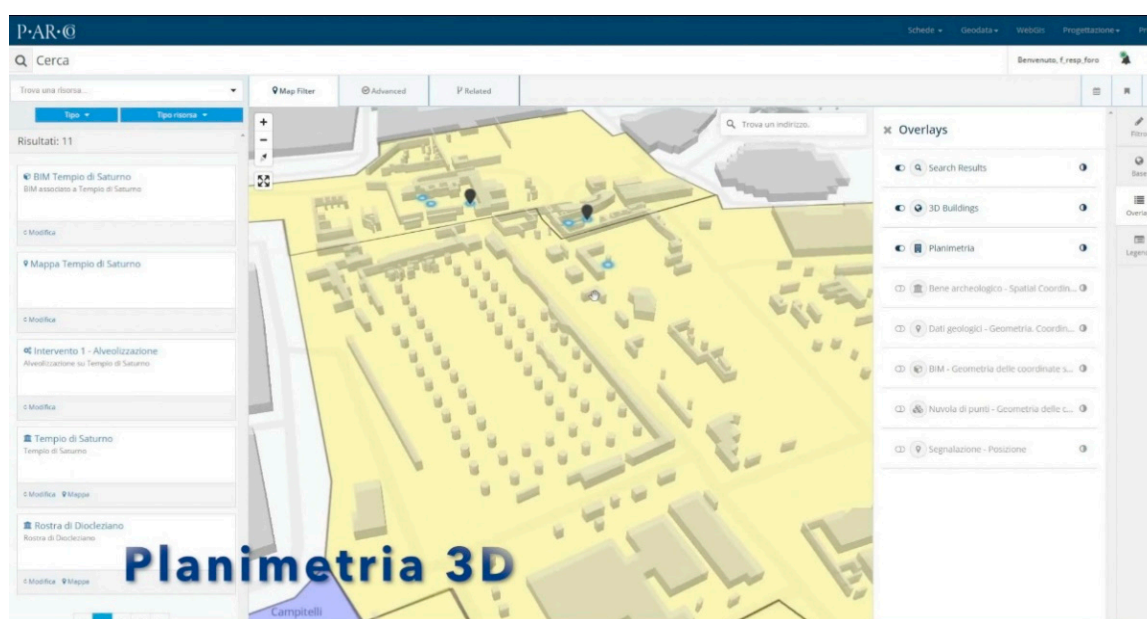 P·AR·Co
Schede
Geodata
WebGis
Progettazione
Cerca
Benvenuto, f_resp_foro
Trova una risorsa...
Map Filter
Advanced
Related
Tipo
Tipo risorsa
Risultati: 11
BIM Tempio di Saturno
BIM associato a Tempio di Saturno
Modifica
Mappa Tempio di Saturno
Modifica
Intervento 1 - Alveolizzazione
Alveolizzazione su Tempio di Saturno
Modifica
Tempio di Saturno
Tempio di Saturno
Modifica Mappa
Rostra di Diocleziano
Rostra di Diocleziano
Modifica Mappa
Trova un indirizzo.
Planimetria 3D
Campitelli
Overlays
Search Results
3D Buildings
Planimetria
Bene archeologico - Spatial Coordin...
Dati geologici - Geometria. Coordin...
BIM - Geometria delle coordinate s...
Nuvola di punti - Geometria delle c...
Segnalazione - Posizione
Filtro
Base
Overla
Legend